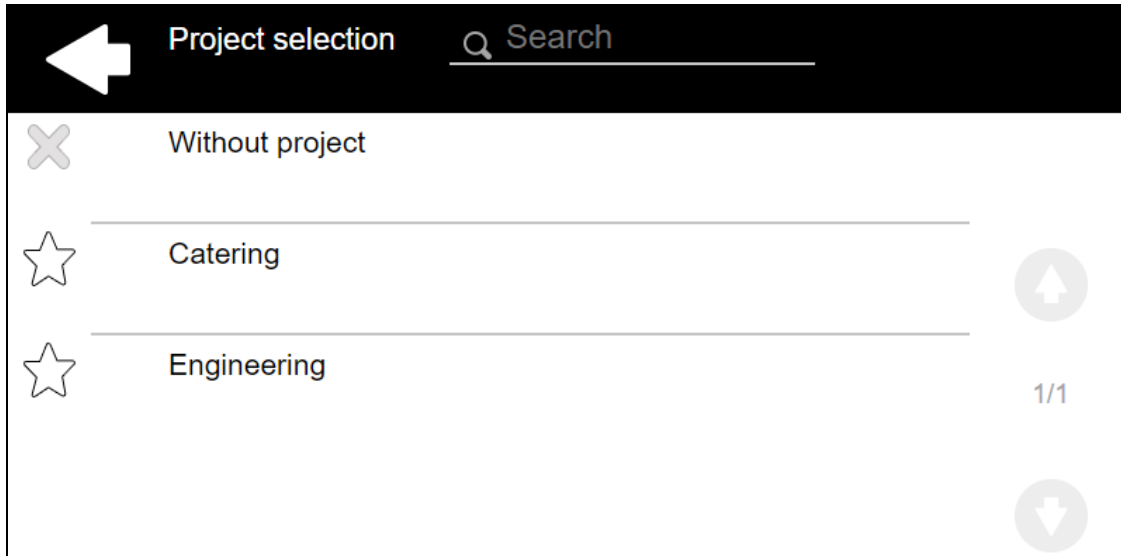 Project selection
Search
Without project
Catering
Engineering
1/1